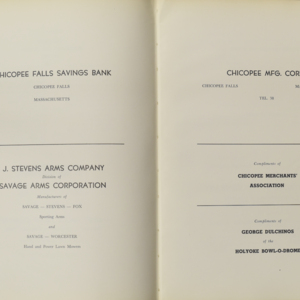 HICOPEE FALLS SAVINGS BANK
CHICOPEE FALLS
MASSACHUSETTS
J. STEVENS ARMS COMPANY
Division of
SAVAGE ARMS CORPORATION
Manufacturers of
SAVAGE — STEVENS — FOX
Sporting Arms
and
SAVAGE — WORCESTER
Hand and Power Lawn Mowers
CHICOPEE MFG. COR
CHICOPEE FALLS
TEL.
Compliments of
CHICOPEE MERCHANTS'
ASSOCIATION
Compliments of
GEORGE DULCHINOS
of the
HOLYOKE BOWL-O-DROME